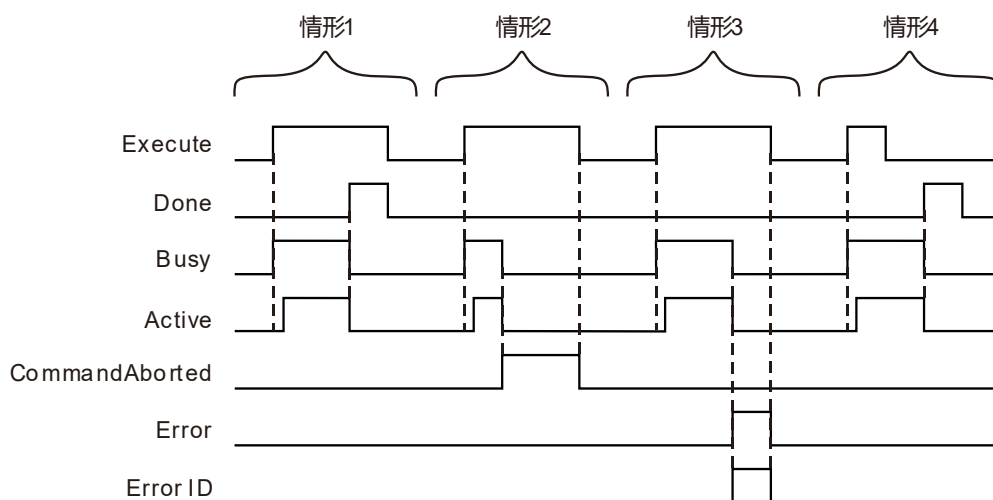 情形1 情形2 情形3 情形4
Execute
Done
Busy
Active
CommandAborted
Error
Error ID